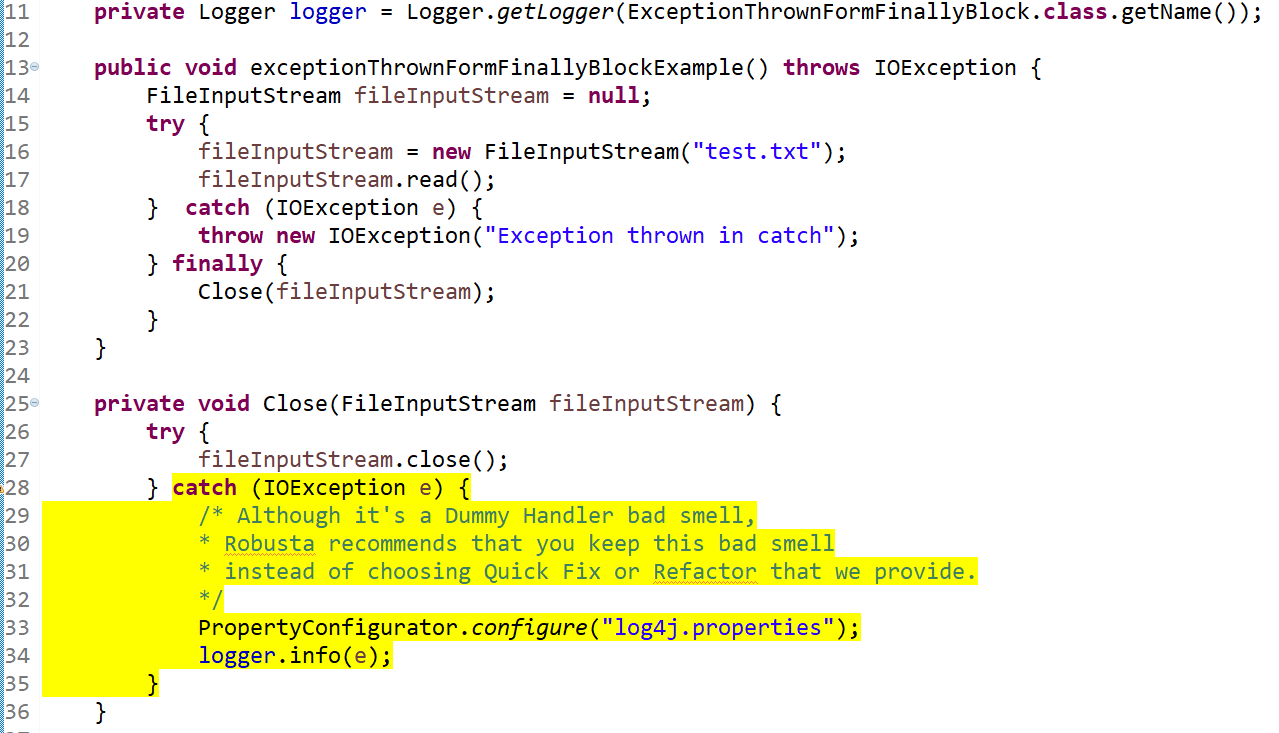 11 private Logger logger = Logger.getLogger(ExceptionThrownFormFinallyBlock.class.getName());
12
13 public void exceptionThrownFormFinallyBlockExample() throws IOException {
14 FileInputStream fileInputStream = null;
15 try {
16 fileInputStream = new FileInputStream("test.txt");
17 fileInputStream.read();
18 } catch (IOException e) {
19 throw new IOException("Exception thrown in catch");
20 } finally {
21 Close(fileInputStream);
22 }
23 }
24
25 private void Close(FileInputStream fileInputStream) {
26 try {
27 fileInputStream.close();
28 } catch (IOException e) {
29 /* Although it's a Dummy Handler bad smell,
30 * Robusta recommends that you keep this bad smell
31 * instead of choosing Quick Fix or Refactor that we provide.
32 */
33 PropertyConfigurator.configure("log4j.properties");
34 logger.info(e);
35 }
36 }